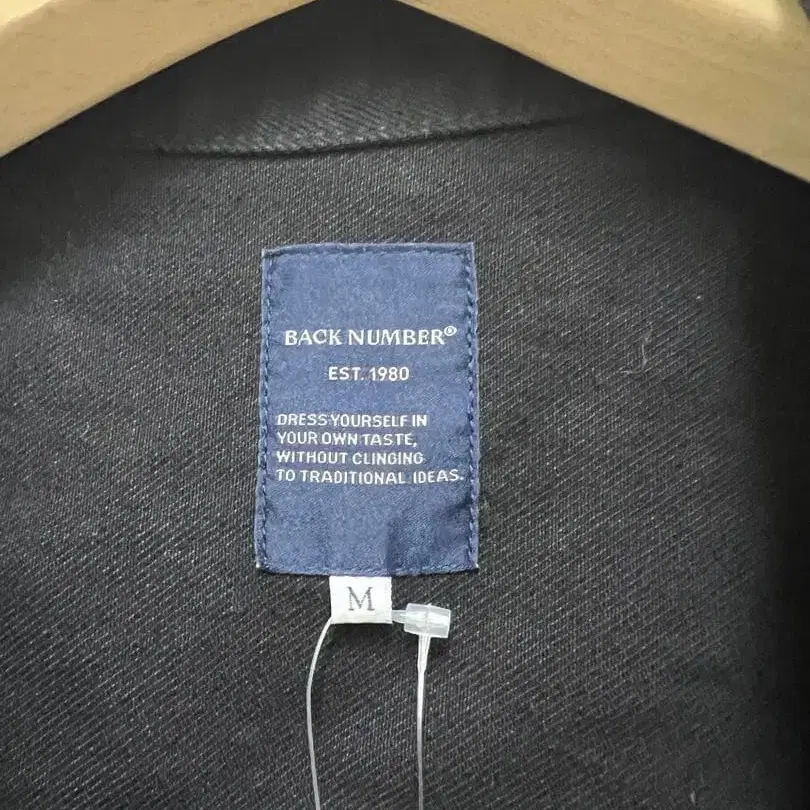 BACK NUMBER®
EST. 1980
DRESS YOURSELF IN
YOUR OWN TASTE,
WITHOUT CLINGING
TO TRADITIONAL IDEAS.
M